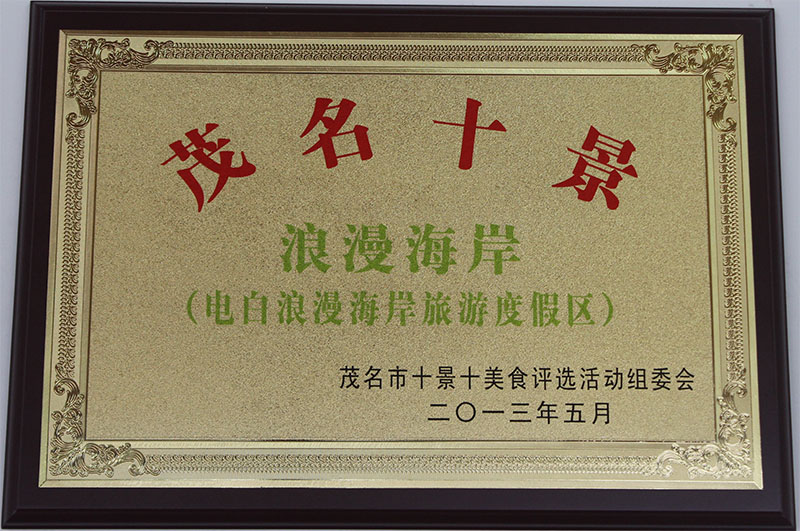 茂名十景
浪漫海岸
（电白浪漫海岸旅游度假区）
茂名市十景十美食评选活动组委会
二〇一三年五月